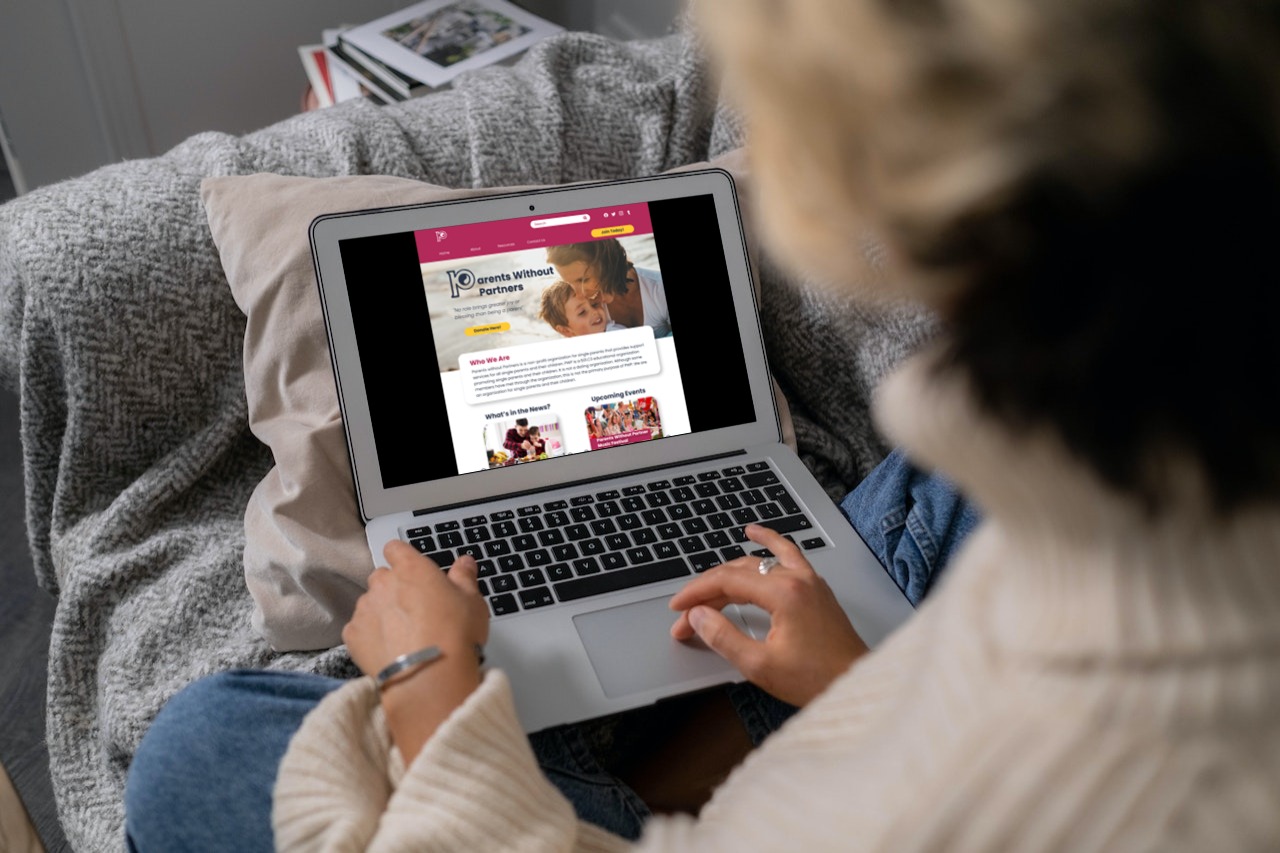 Home
About
Resources
Contact Us
Join Today!
Parents Without
Partners
"No role brings greater joy or
blessing than being a parent."
Donate Here!
Who We Are
Parents without Partners is a non-profit organization for single parents that provides support
services for all single parents and their children. PWP is a 501.C3 educational organization
promoting single parents and their children. It is not a dating organization. Although some
members have met through the organization, this is not the primary purpose of PWP. We are
an organization for single parents and their children.
What's in the News?
Upcoming Events
Parents Without Partner
Music Festival